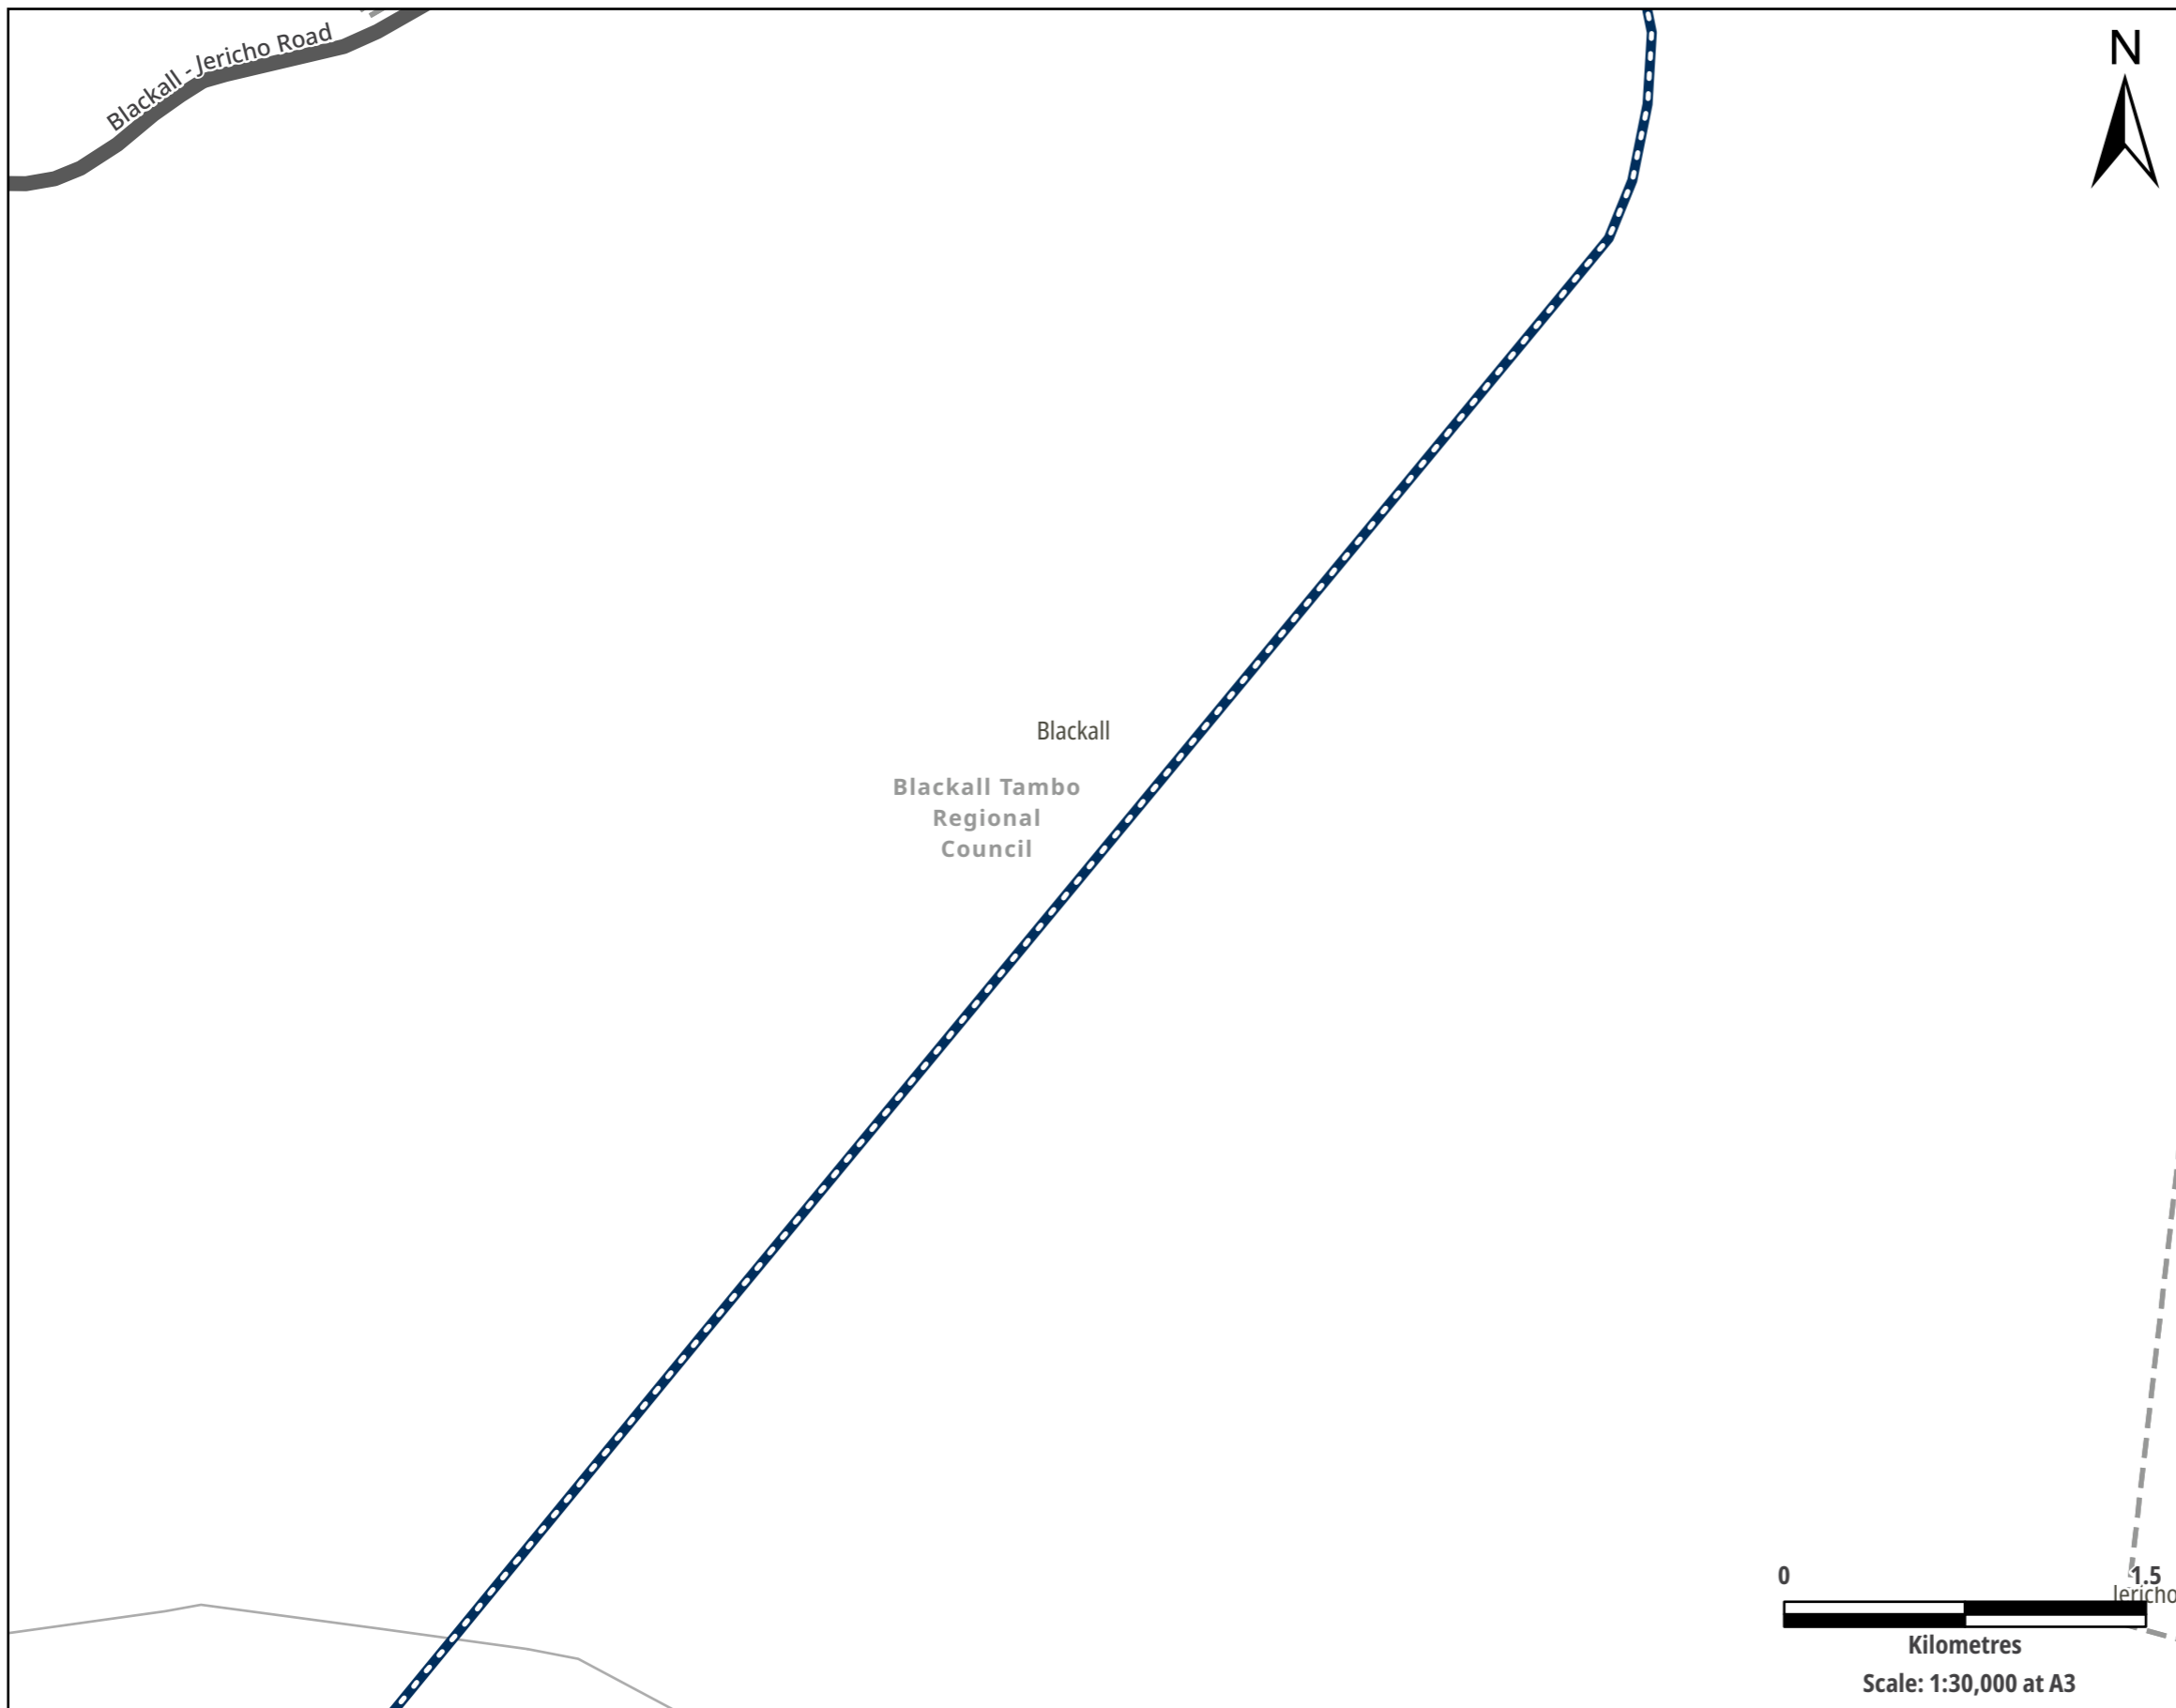 Blackall - Jericho Road
N
Blackall
Blackall Tambo
Regional
Council
0 1.5
Jericho
Kilometres
Scale: 1:30,000 at A3